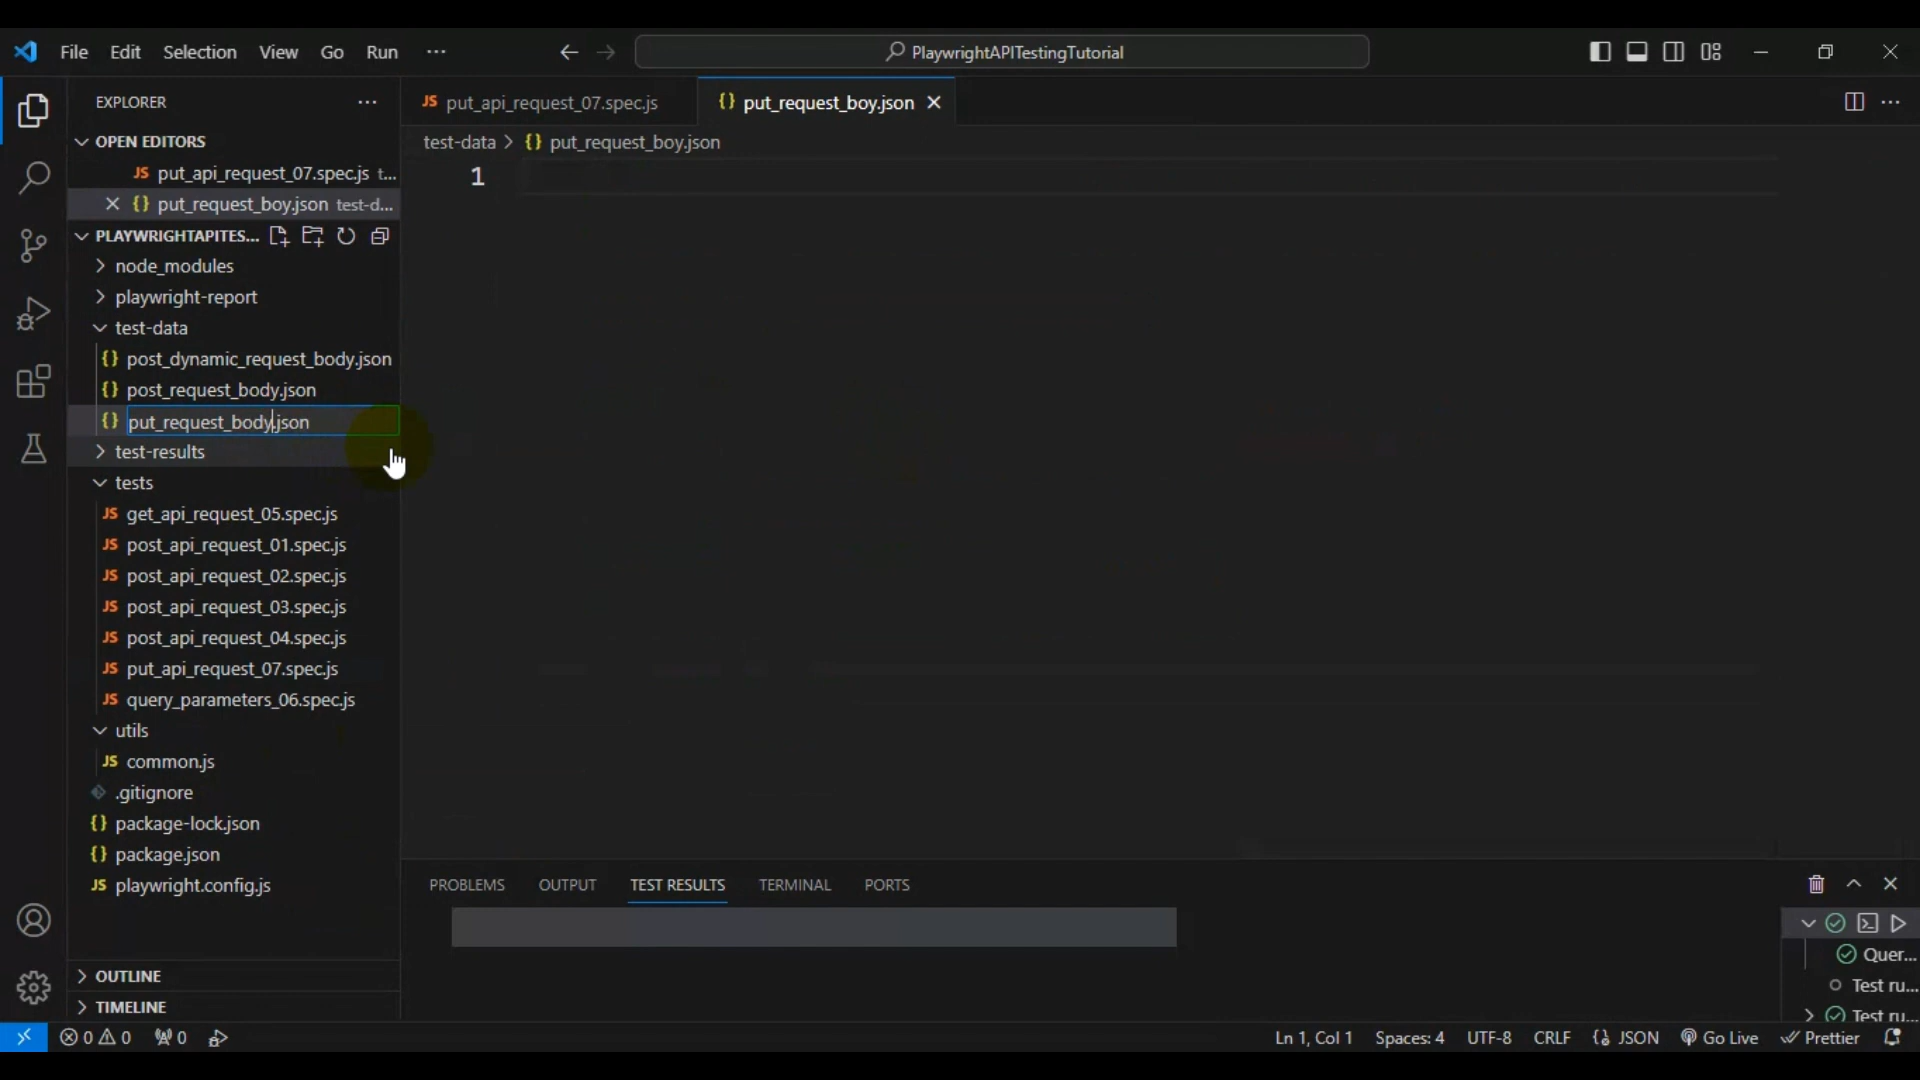 File Edit Selection View Go Run ··· PlaywrightAPITestingTutorial
EXPLORER ···
OPEN EDITORS
JS put_api_request_07.spec.js t...
{} put_request_boy.json test-d...
PLAYWRIGHTAPITES...
node_modules
playwright-report
test-data
{} post_dynamic_request_body.json
{} post_request_body.json
{} put_request_body.json
test-results
tests
JS get_api_request_05.spec.js
JS post_api_request_01.spec.js
JS post_api_request_02.spec.js
JS post_api_request_03.spec.js
JS post_api_request_04.spec.js
JS put_api_request_07.spec.js
JS query_parameters_06.spec.js
utils
JS common.js
.gitignore
{} package-lock.json
{} package.json
JS playwright.config.js
OUTLINE
TIMELINE
JS put_api_request_07.spec.js {} put_request_boy.json
test-data > {} put_request_boy.json
1
PROBLEMS OUTPUT TEST RESULTS TERMINAL PORTS
Quer...
Test ru...
Test ru...
0 0 0 Ln 1, Col 1 Spaces: 4 UTF-8 CRLF {} JSON Go Live Prettier